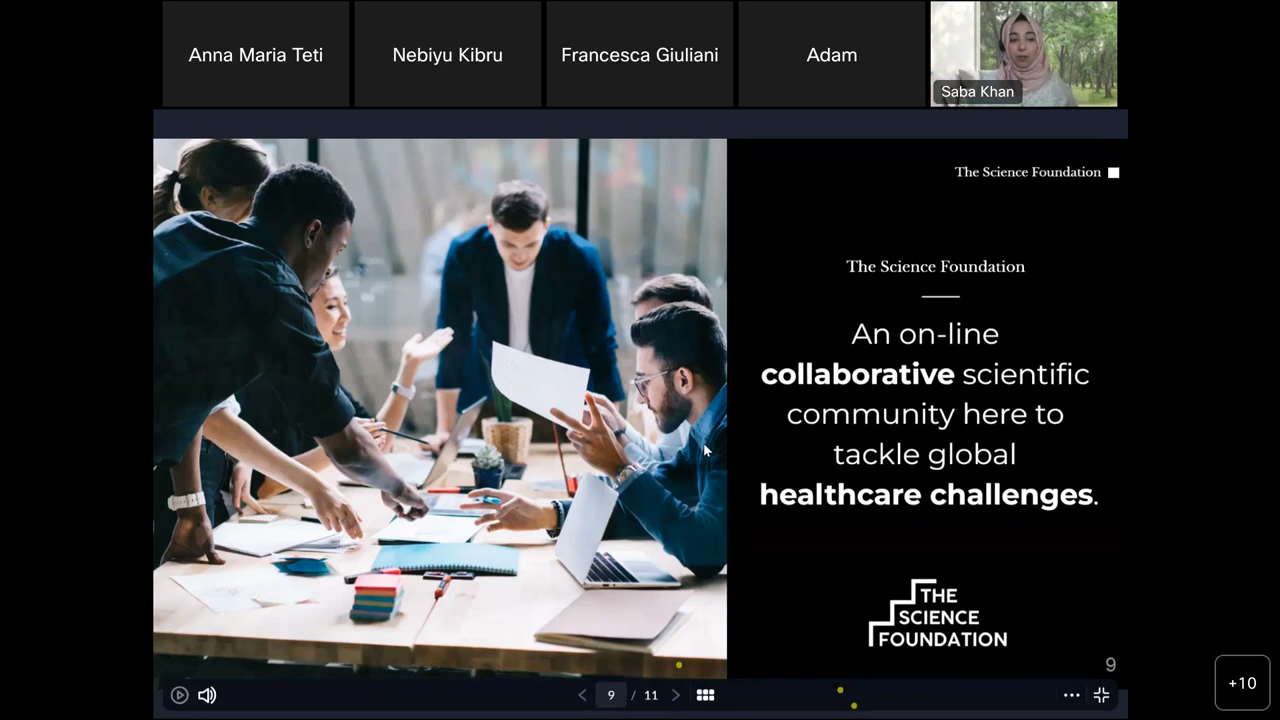 Anna Maria Teti
Nebiyu Kibru
Francesca Giuliani
Adam
Saba Khan
The Science Foundation
The Science Foundation
An on-line
collaborative scientific
community here to
tackle global
healthcare challenges.
THE
SCIENCE
FOUNDATION
9
9 / 11
+10